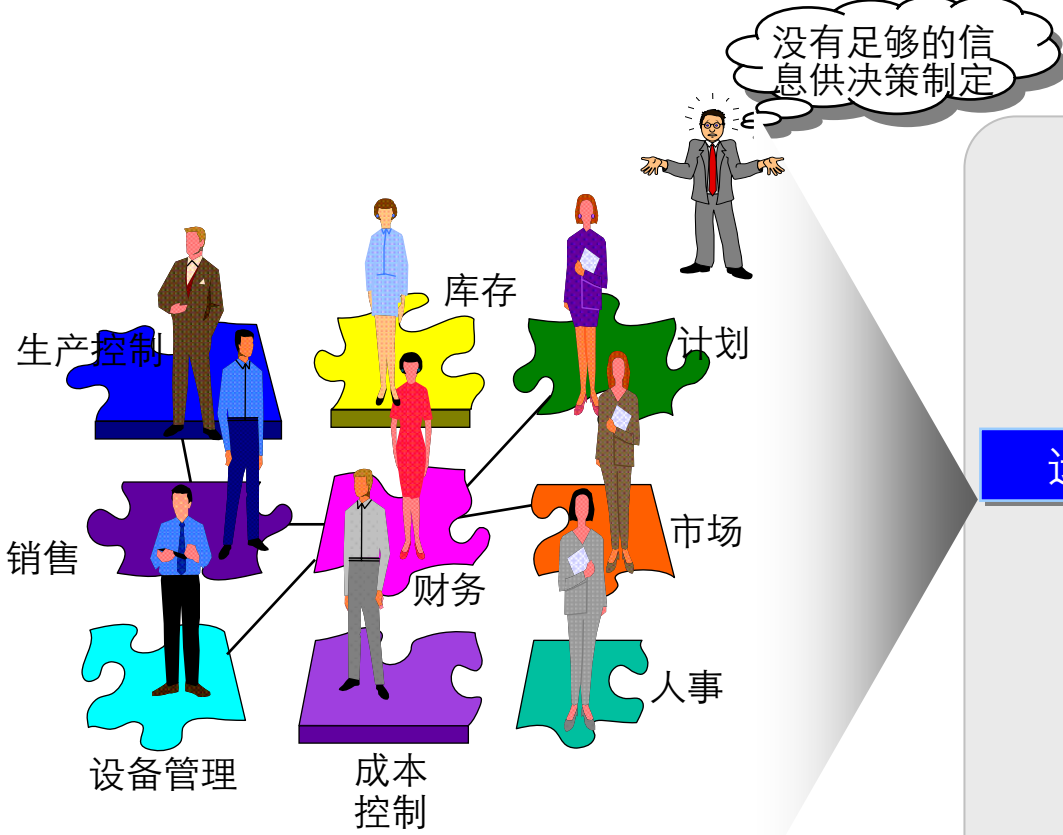 没有足够的信
息供决策制定
库存
生产控制
计划
市场
销售
财务
人事
设备管理
成本
控制